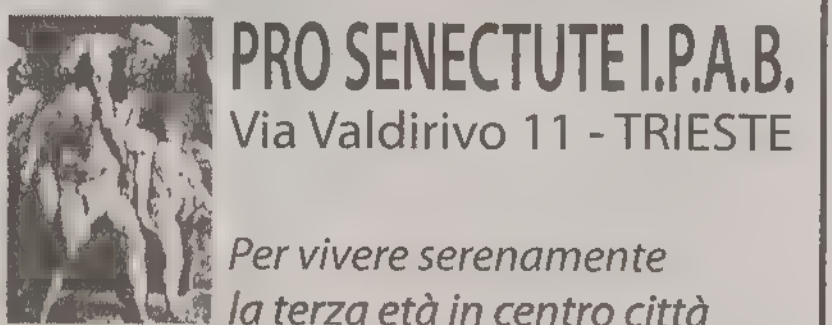 PRO SENECTUTE I.P.A.B.
Via Valdirivo 11 - TRIESTE
Per vivere serenamente
la terza età in centro città